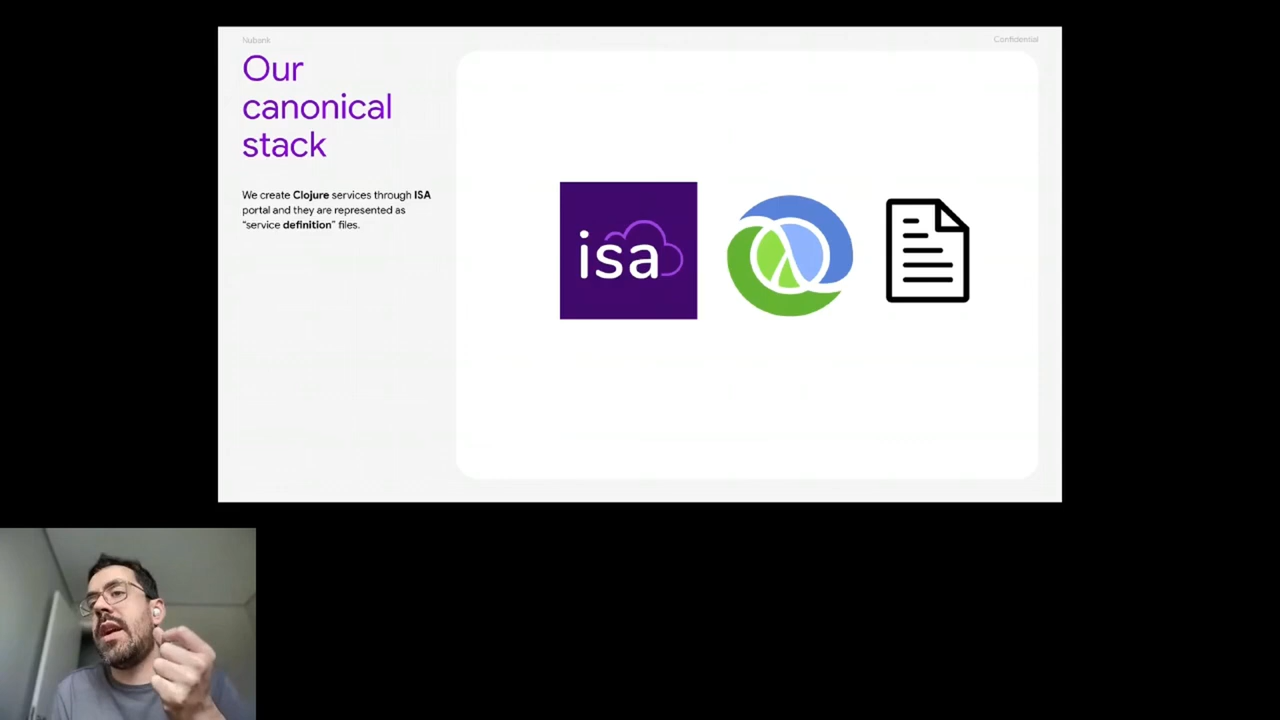 Nubank
Confidential
Our
canonical
stack
We create Clojure services through ISA
portal and they are represented as
“service definition” files.
isa